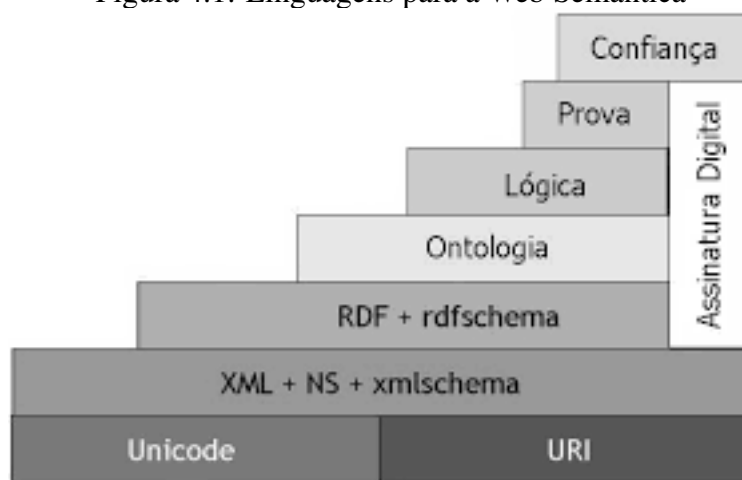 Figura 4.1: Linguagens para a Web Semântica
Confiança
Prova
Assinatura Digital
Lógica
Ontologia
RDF + rdfschema
XML + NS + xmlschema
Unicode
URI